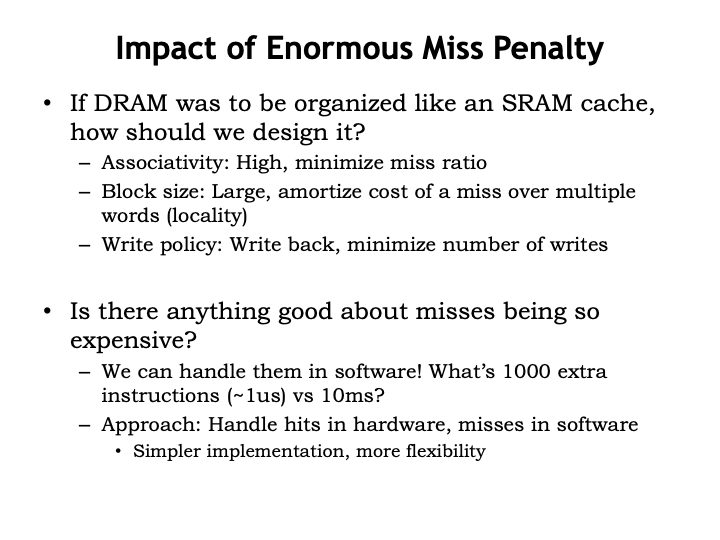 Impact of Enormous Miss Penalty
• If DRAM was to be organized like an SRAM cache,
how should we design it?
– Associativity: High, minimize miss ratio
– Block size: Large, amortize cost of a miss over multiple
words (locality)
– Write policy: Write back, minimize number of writes
• Is there anything good about misses being so
expensive?
– We can handle them in software! What’s 1000 extra
instructions (~1us) vs 10ms?
– Approach: Handle hits in hardware, misses in software
• Simpler implementation, more flexibility